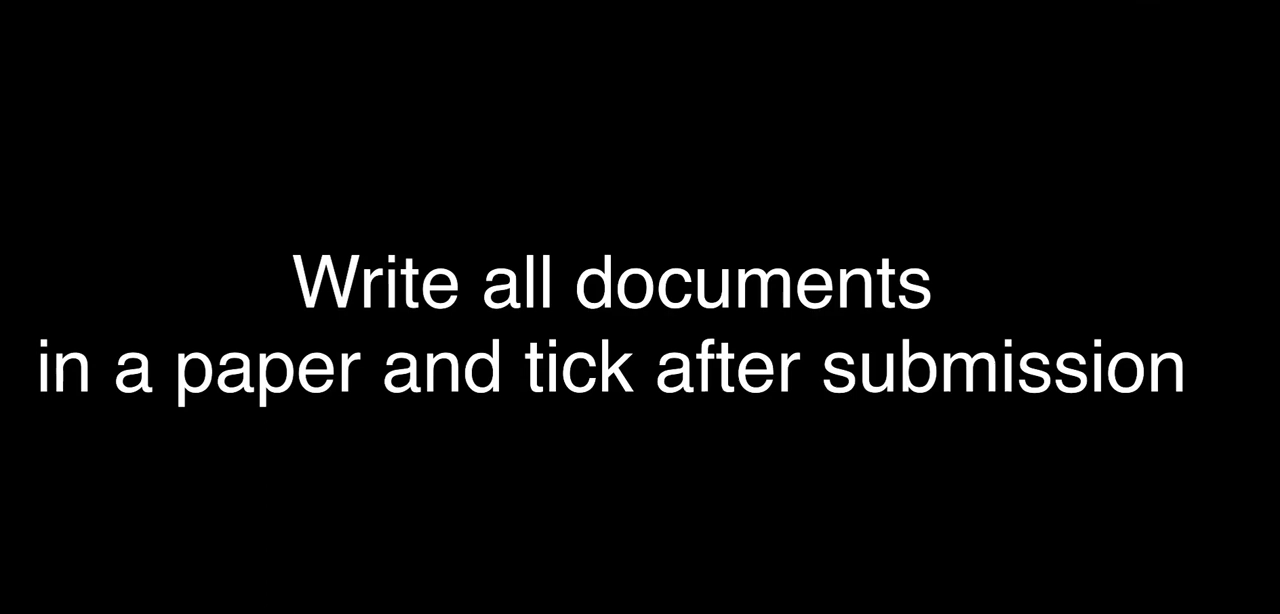 Write all documents
in a paper and tick after submission